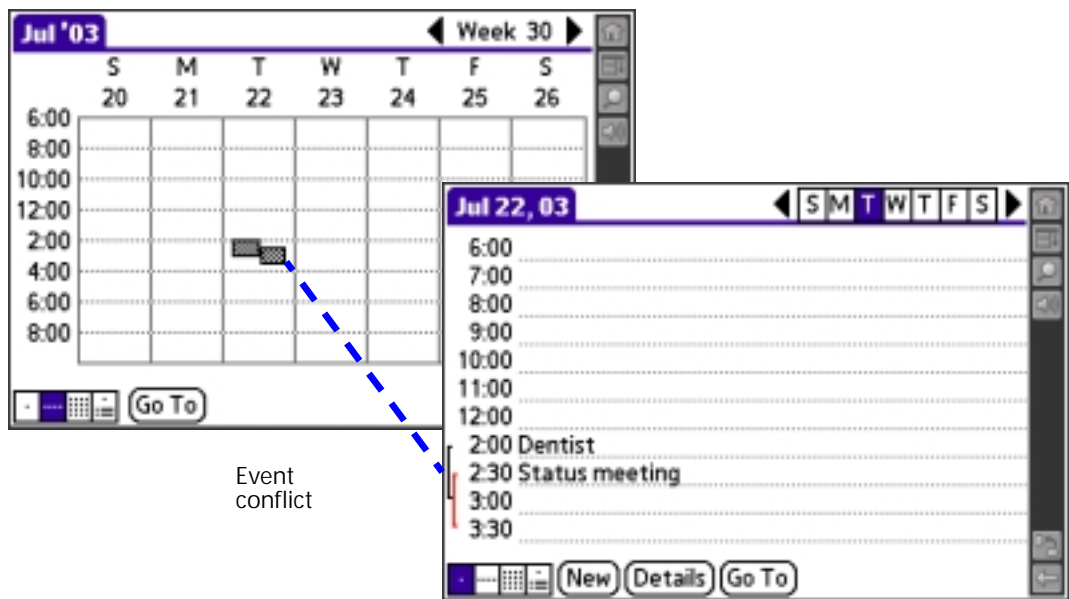 Jul '03 Week 30
S M T W T F S
20 21 22 23 24 25 26
6:00
8:00
10:00
12:00
2:00
4:00
6:00
8:00
Go To
Event
conflict
Jul 22, 03 S M T W T F S
6:00
7:00
8:00
9:00
10:00
11:00
12:00
2:00 Dentist
2:30 Status meeting
3:00
3:30
New Details Go To